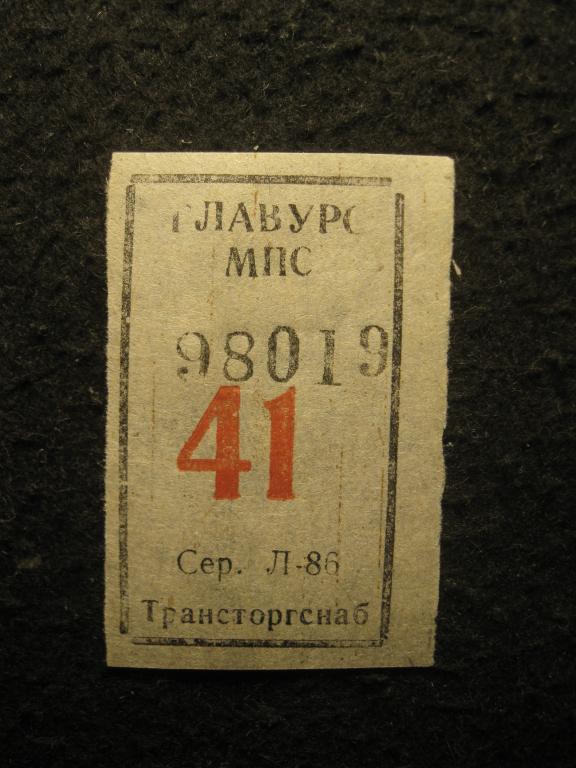 ГЛАВУРС
МПС
98019
41
Сер. Л-86
Трансторгснаб